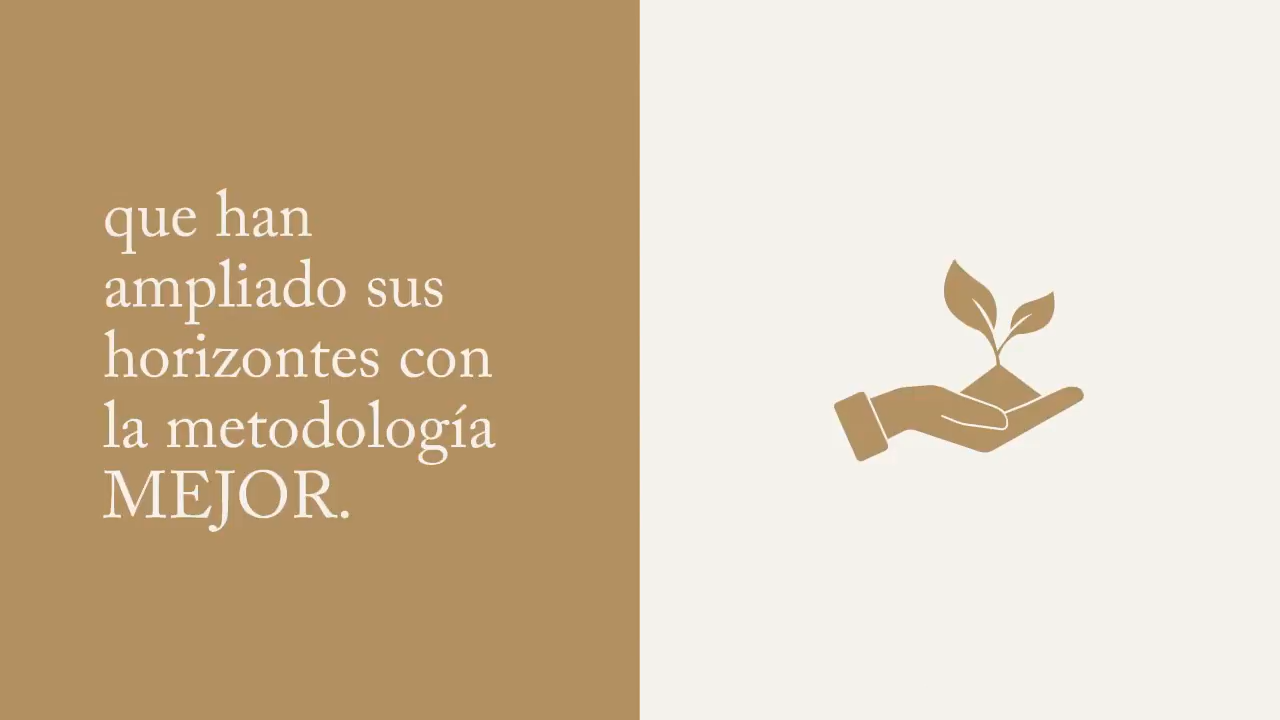 que han
ampliado sus
horizontes con
la metodología
MEJOR.